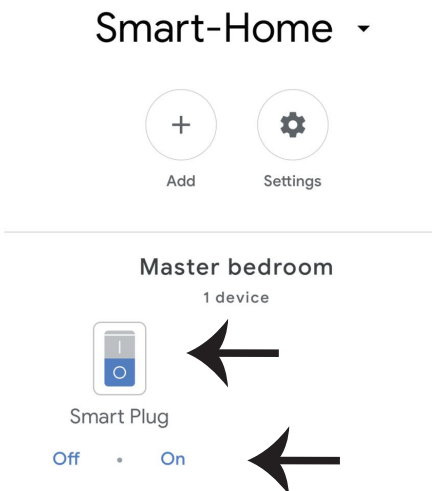 Smart-Home
Add Settings
Master bedroom
1 device
Smart Plug
Off • On